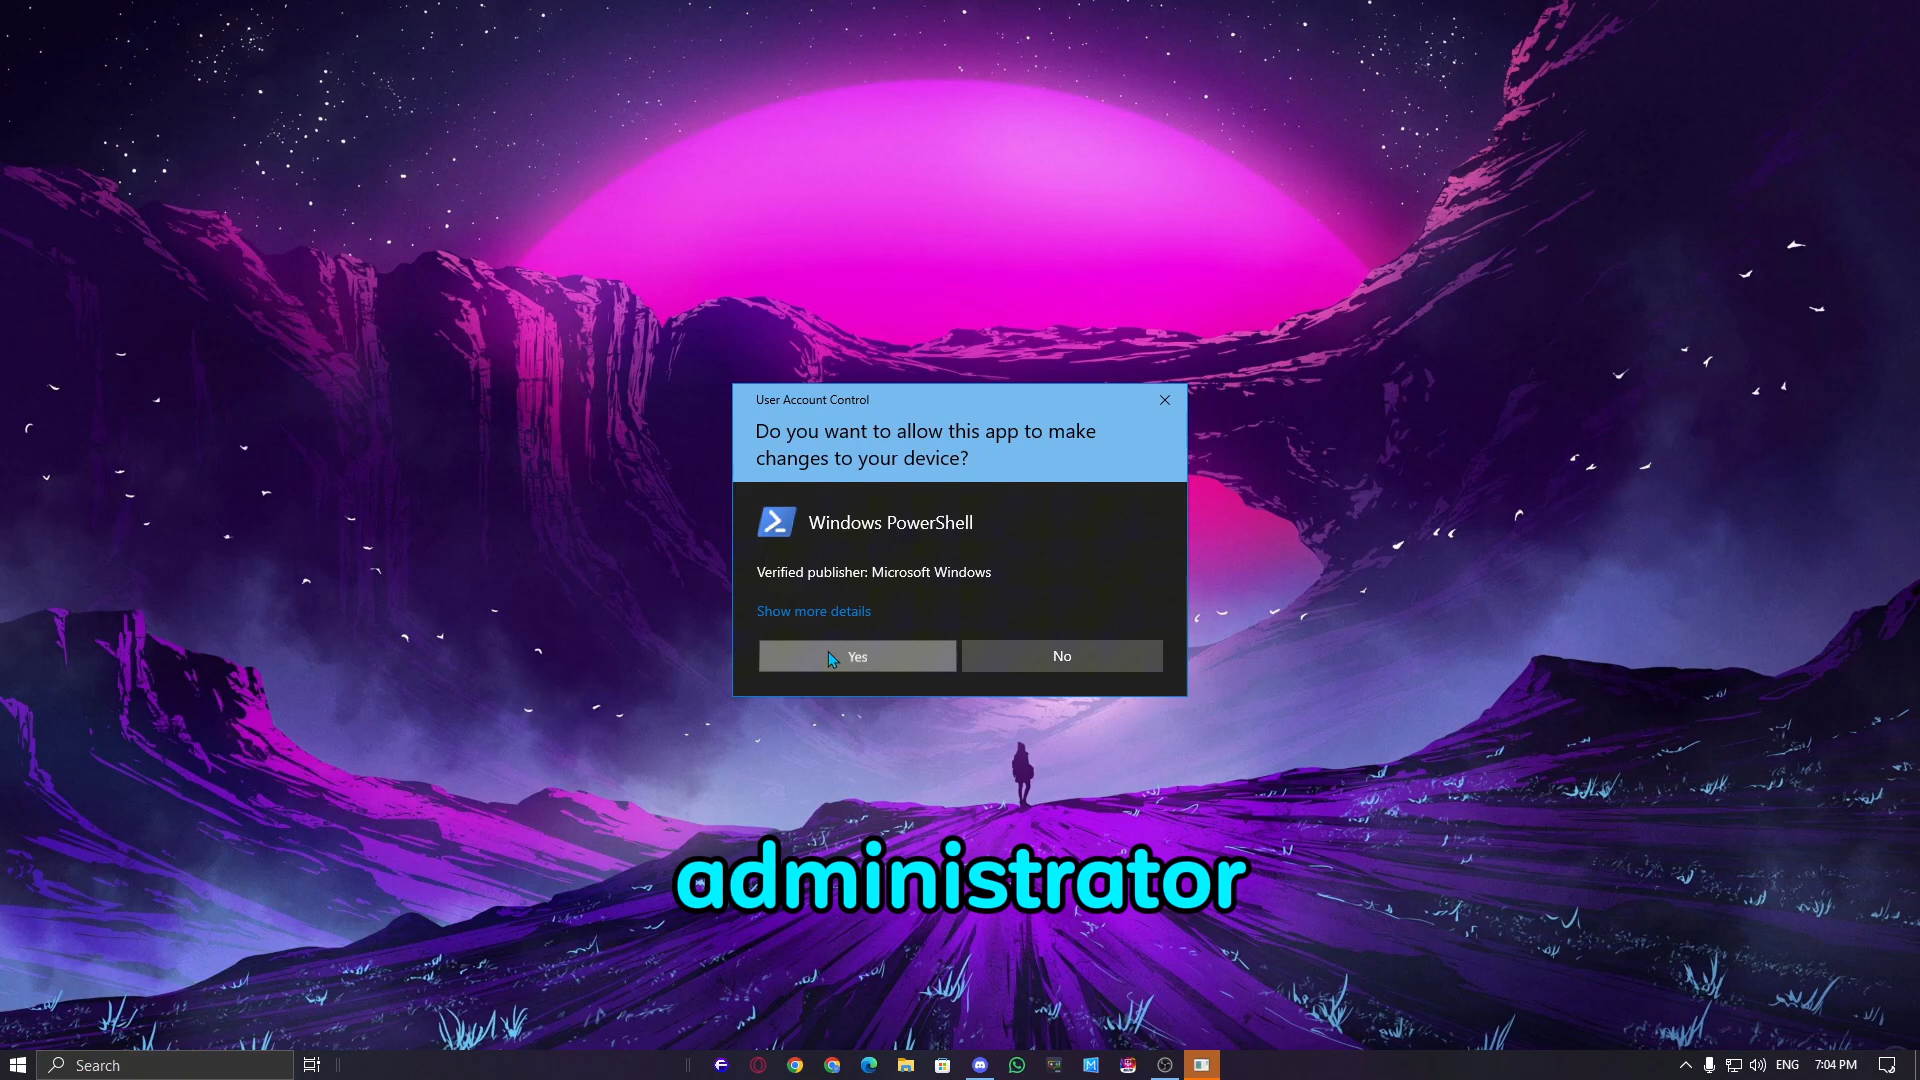 User Account Control
Do you want to allow this app to make
changes to your device?
Windows PowerShell
Verified publisher: Microsoft Windows
Show more details
Yes
No
administrator
Search
ENG
7:04 PM